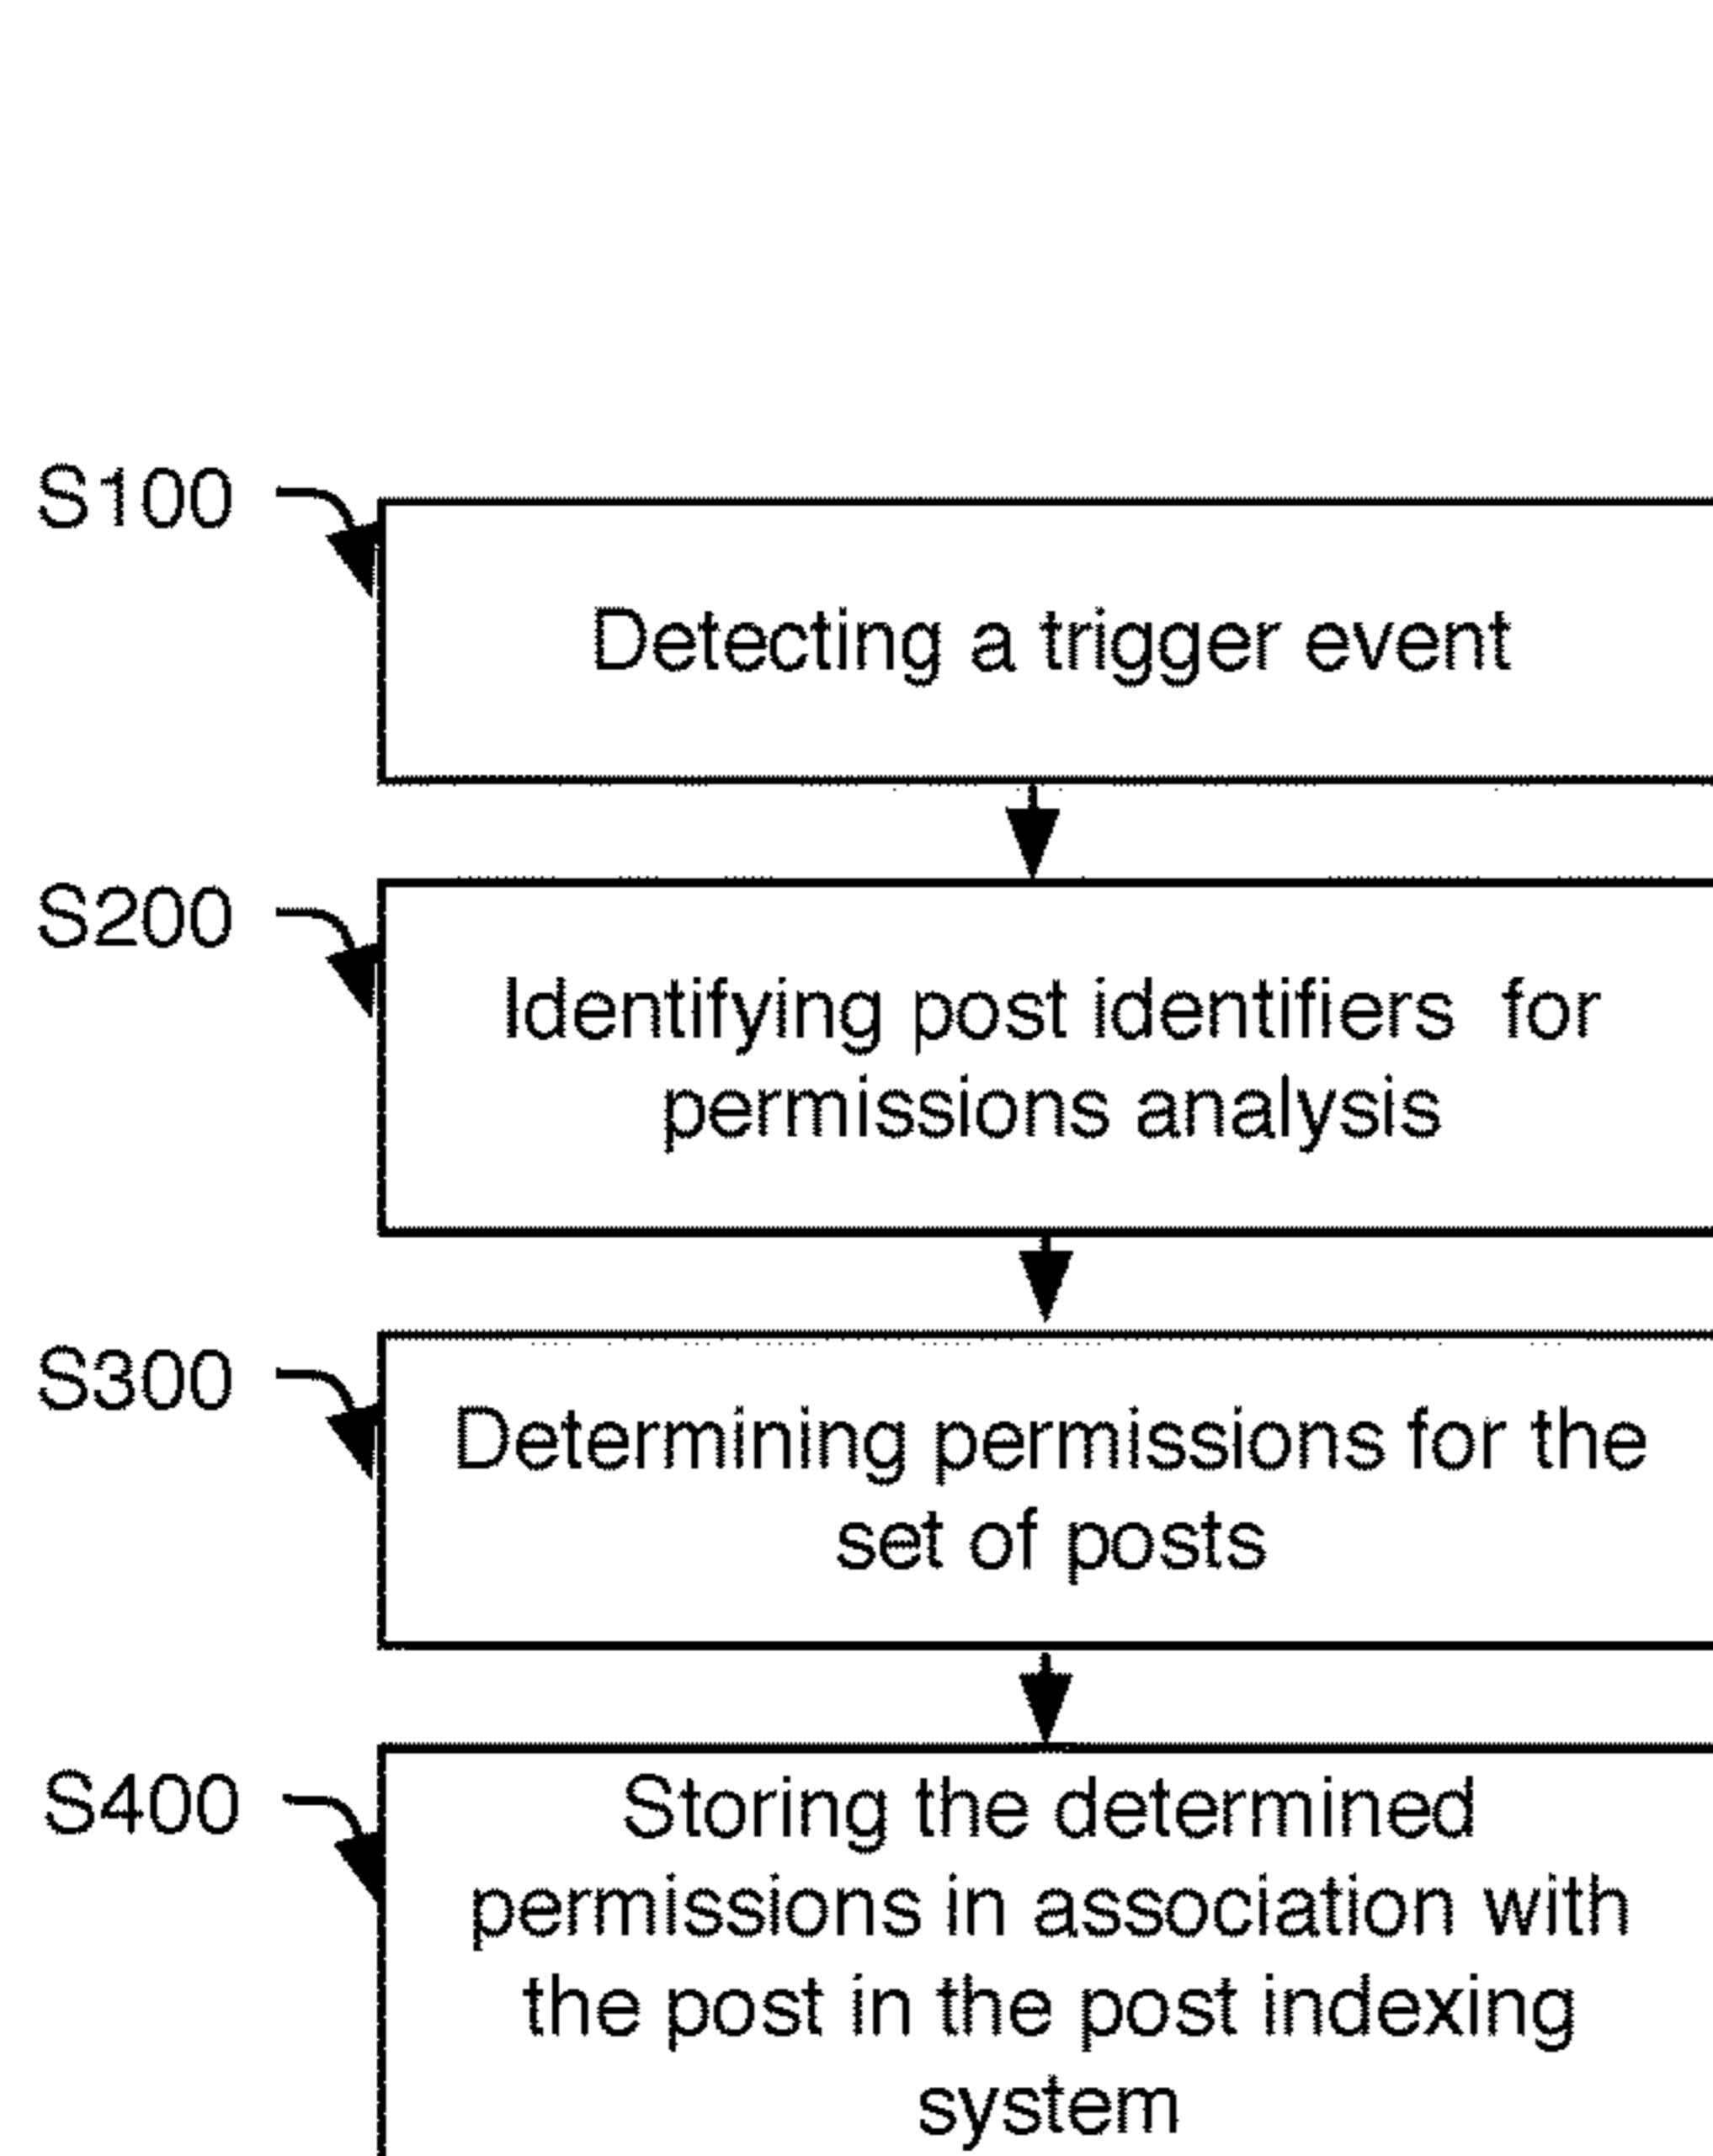 S100
Detecting a trigger event
S200
Identifying post identifiers for
permissions analysis
S300
Determining permissions for the
set of posts
S400
Storing the determined
permissions in association with
the post in the post indexing
system